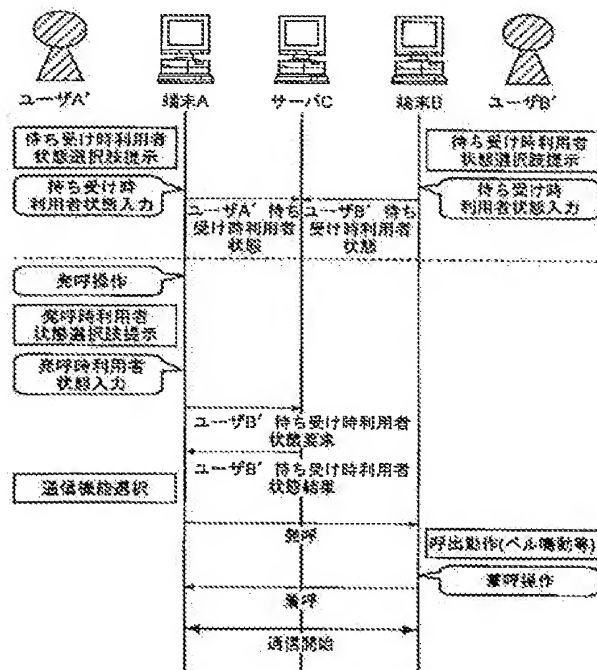 ユーザA'
端末A
サーバC
端末B
ユーザB'
待ち受け時利用者
状態選択肢提示
待ち受け時利用者
状態選択肢提示
待ち受け時
利用者状態入力
待ち受け時
利用者状態入力
ユーザA' 待ち
受け時利用者
状態
ユーザB' 待ち
受け時利用者
状態
発呼操作
発呼時利用者
状態選択肢提示
発呼時利用者
状態入力
ユーザB' 待ち受け時利用者
状態要求
ユーザB' 待ち受け時利用者
状態結果
通信機能選択
発呼
呼出動作(ベル鳴動等)
着呼操作
着呼
通信開始